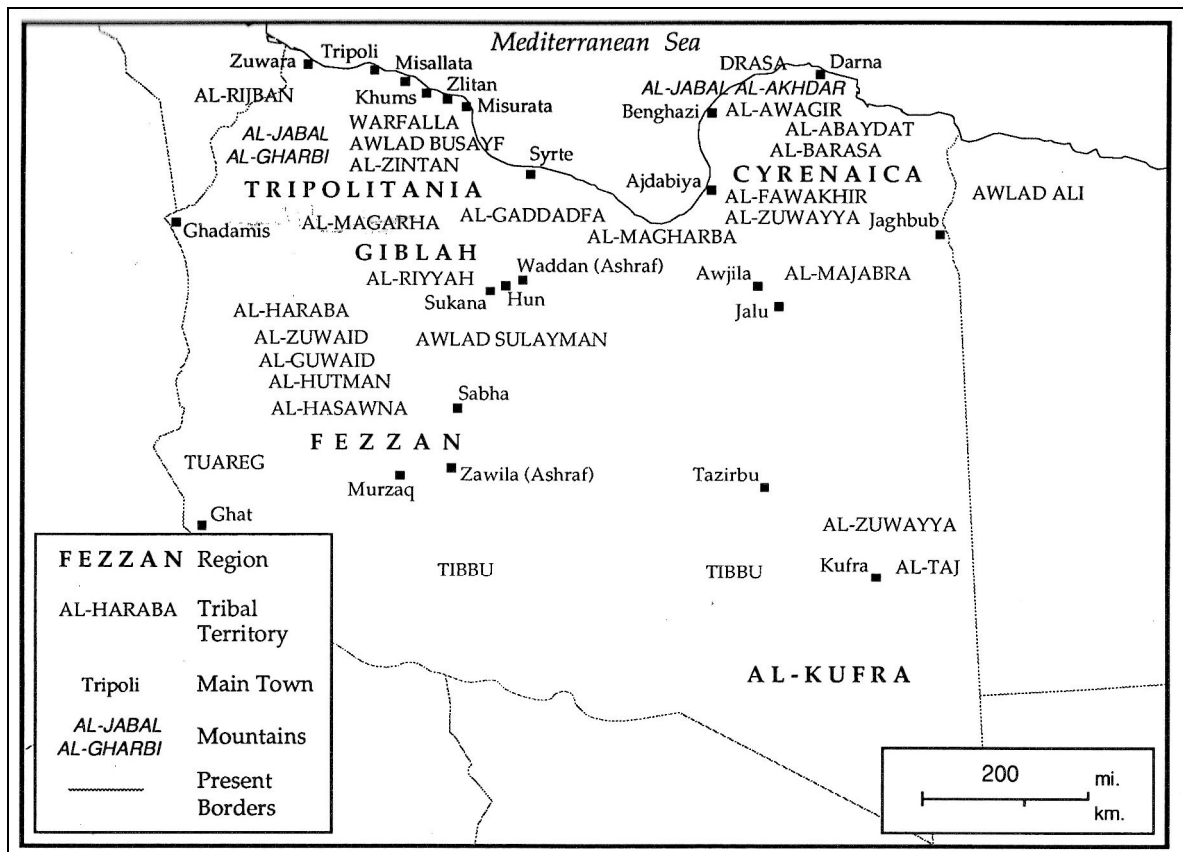 Mediterranean Sea
Zuwara
Tripoli
Misallata
Khums
Zlitan
Misurata
DRASA
Darna
AL-RIJBAN
AL-JABAL AL-AKHDAR
Benghazi
AL-AWAGIR
AL-JABAL
AL-GHARBI
WARFALLA
AWLAD BUSAYF
AL-ZINTAN
AL-ABAYDAT
AL-BARASA
Syrte
TRIPOLITANIA
Ajdabiya
CYRENAICA
AL-FAWAKHIR
AL-ZUWAYYA
AWLAD ALI
Ghadamis
AL-MAGARHA
AL-GADDADFA
AL-MAGHARBA
Jaghbub
GIBLAH
AL-RIYYAH
Waddan (Ashraf)
Sukana
Hun
Awjila
AL-MAJABRA
Jalu
AL-HARABA
AL-ZUWAID
AL-GUWAID
AL-HUTMAN
AL-HASAWNA
AWLAD SULAYMAN
Sabha
FEZZAN
TUAREG
Murzaq
Zawila (Ashraf)
Tazirbu
Ghat
AL-ZUWAYYA
TIBBU
TIBBU
Kufra
AL-TAJ
AL-KUFRA
FEZZAN Region
AL-HARABA Tribal
Territory
Tripoli Main Town
AL-JABAL
AL-GHARBI Mountains
Present
Borders
200 mi.
km.